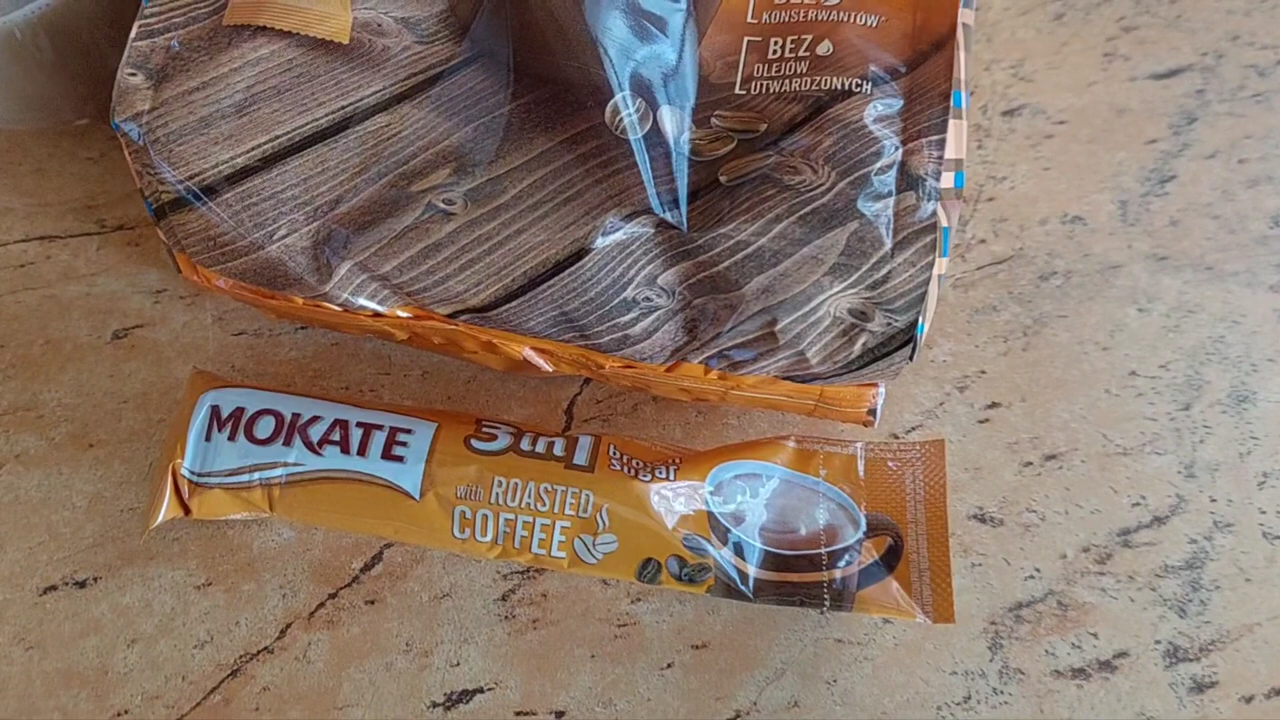 KONSERWANTÓW
BEZ
OLEJÓW
UTWARDZONYCH
MOKATE
3in1
brown
sugar
with ROASTED
COFFEE